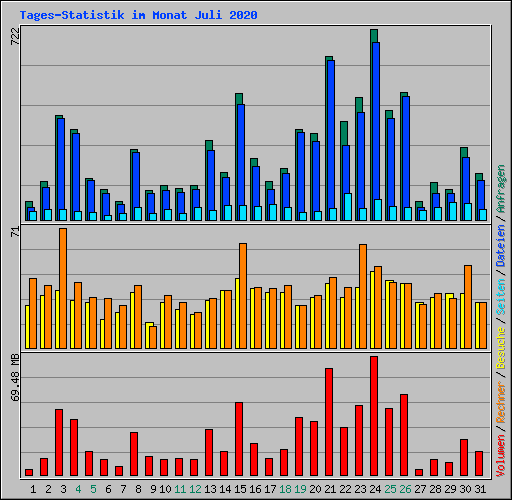 Tages-Statistik im Monat Juli 2020
722
71
69.48 MB
Volumen / Rechner / Besuche / Seiten / Dateien / Anfragen
1 2 3 4 5 6 7 8 9 10 11 12 13 14 15 16 17 18 19 20 21 22 23 24 25 26 27 28 29 30 31